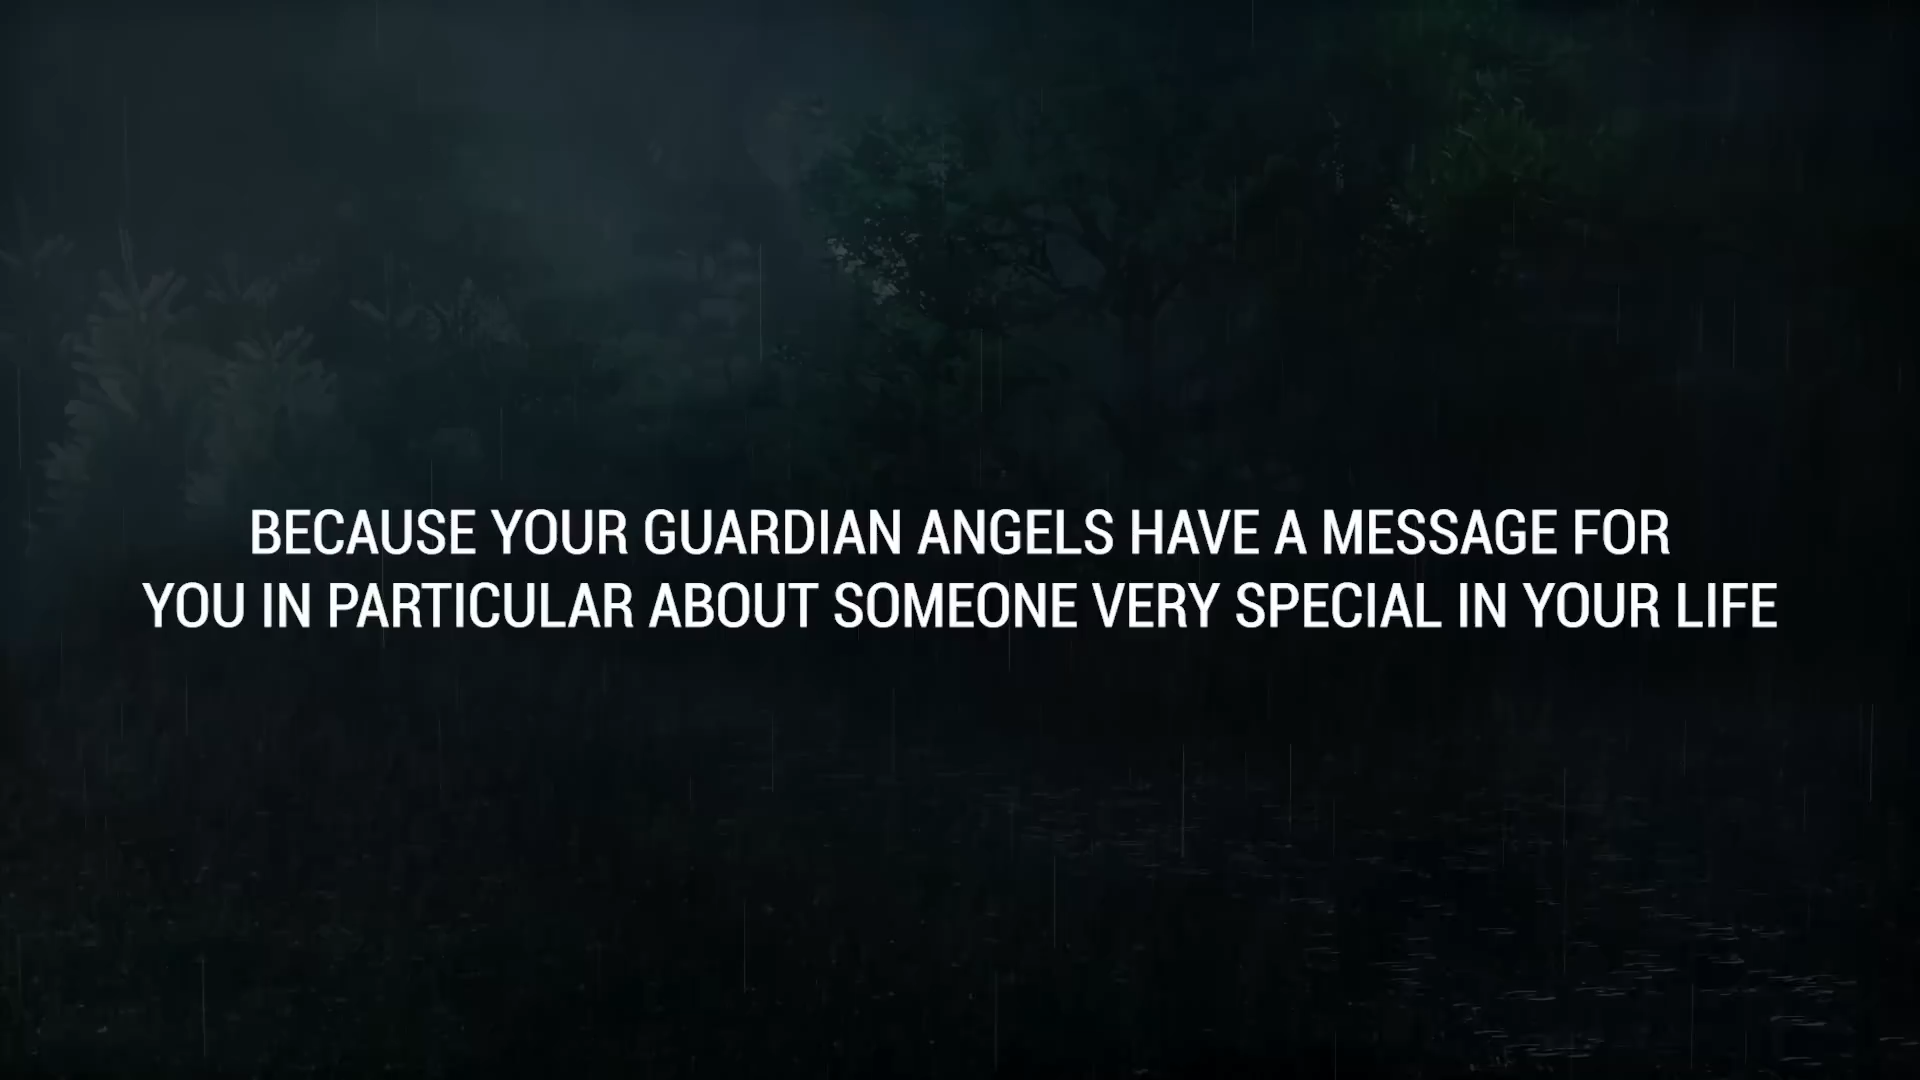 BECAUSE YOUR GUARDIAN ANGELS HAVE A MESSAGE FOR
YOU IN PARTICULAR ABOUT SOMEONE VERY SPECIAL IN YOUR LIFE